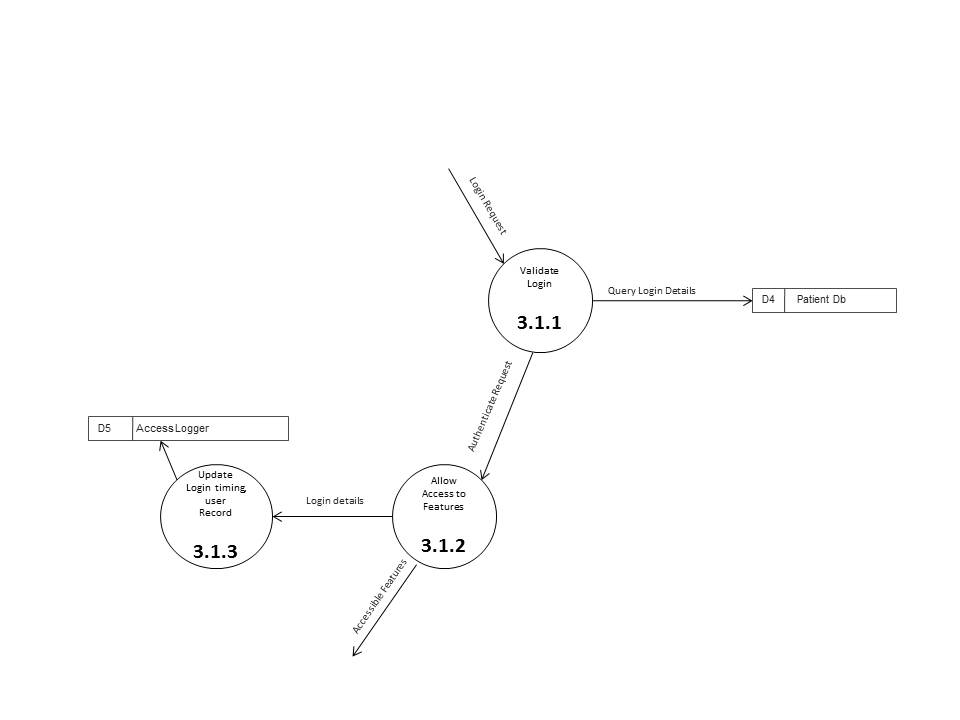 Login Request
Validate
Login
3.1.1
Query Login Details
D4 Patient Db
Authenticate Request
D5 Access Logger
Update
Login timing,
user
Record
3.1.3
Login details
Allow
Access to
Features
3.1.2
Accessible Features